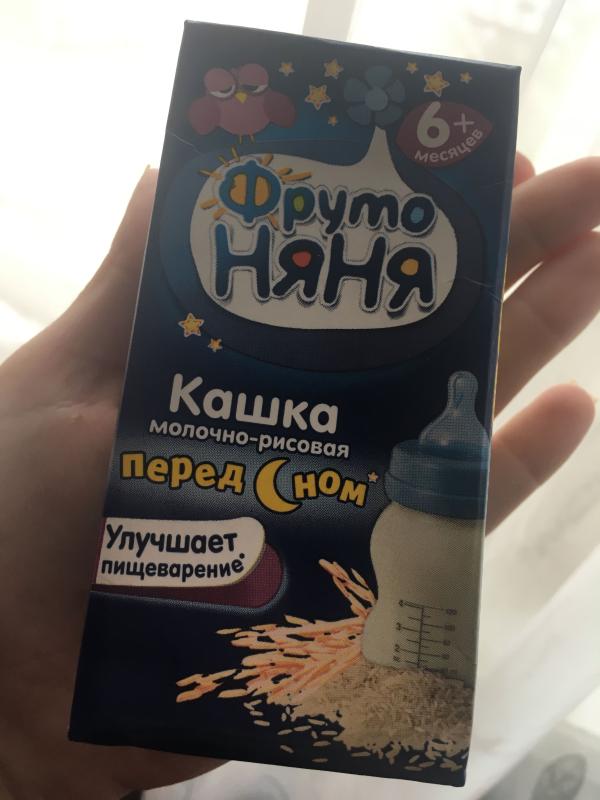 6+
месяцев
Фруто
НЯНЯ
Кашка
молочно-рисовая
перед сном*
Улучшает
пищеварение*